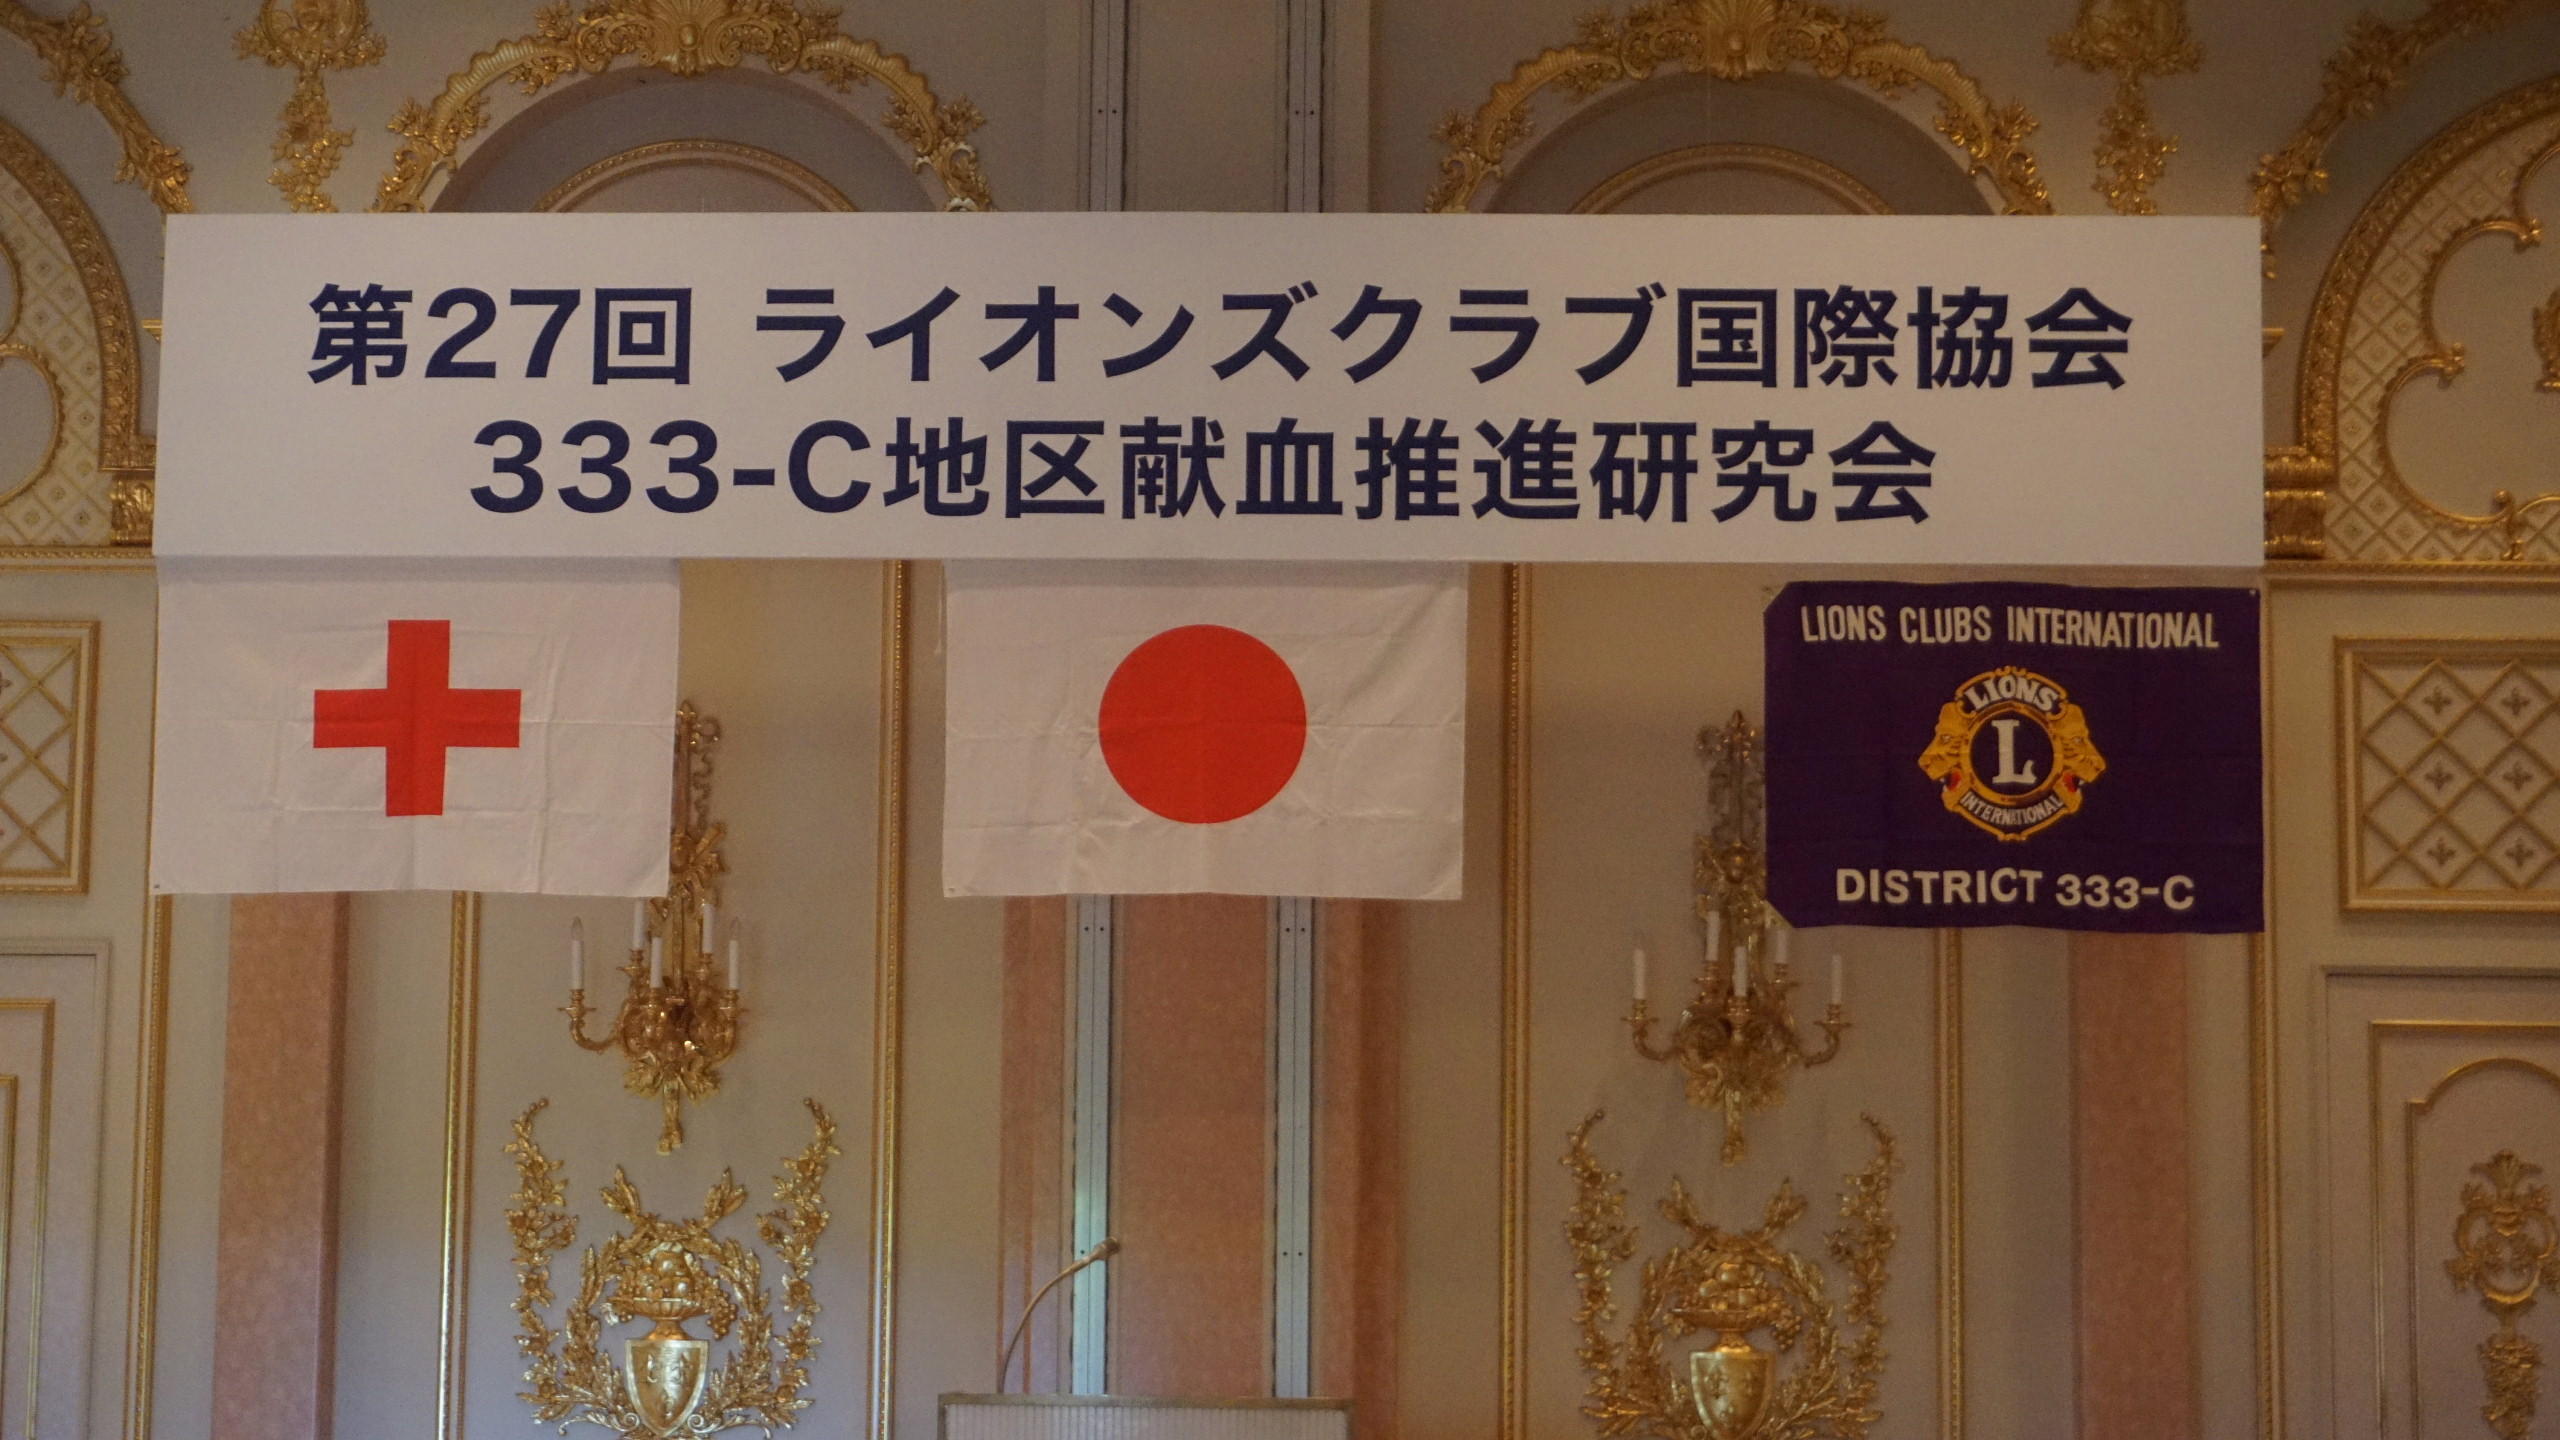 第27回 ライオンズクラブ国際協会
333-C地区献血推進研究会
LIONS CLUBS INTERNATIONAL
LIONS
L
INTERNATIONAL
DISTRICT 333-C